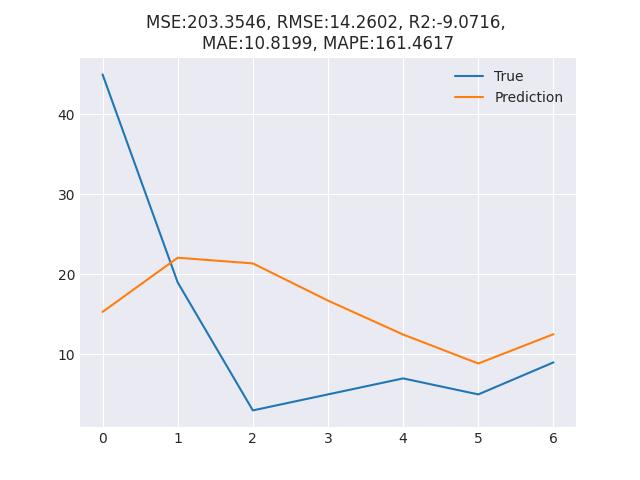 MSE:203.3546, RMSE:14.2602, R2:-9.0716,
MAE:10.8199, MAPE:161.4617
True
Prediction
40
30
20
10
0 1 2 3 4 5 6